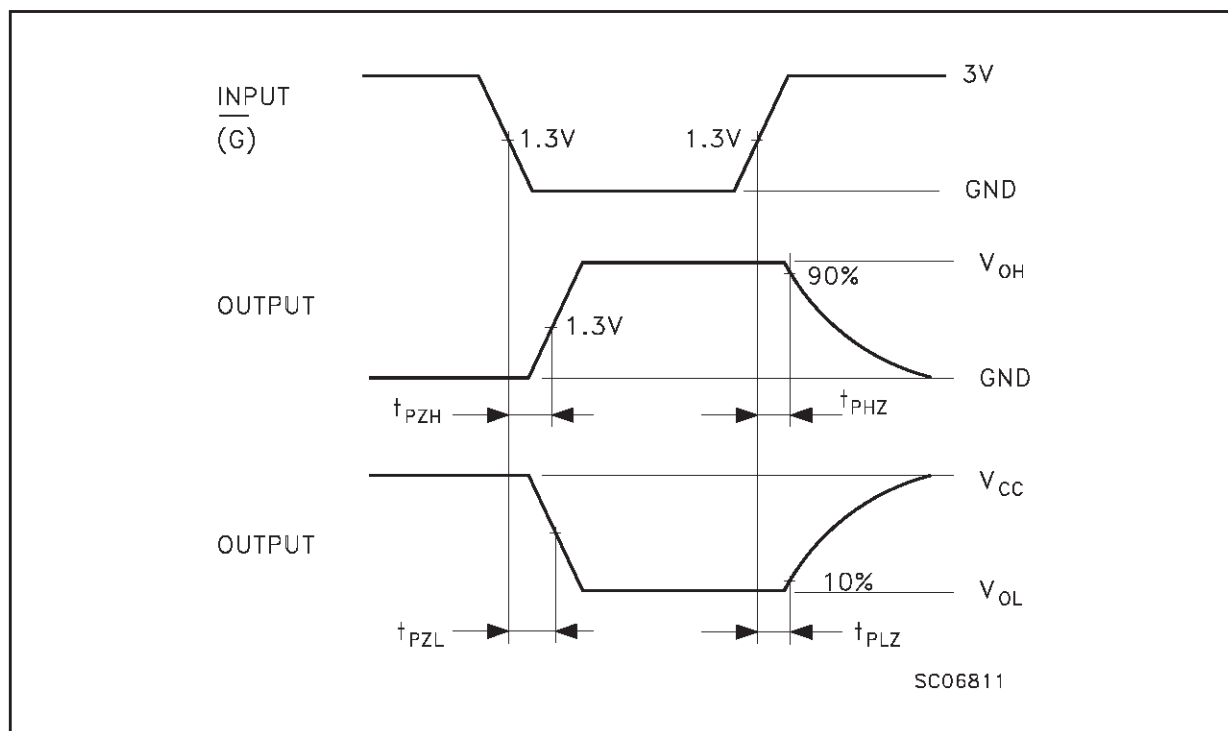 3V
INPUT
(G̅)
1.3V 1.3V
GND
V_OH
90%
OUTPUT
1.3V
GND
t_PZH t_PHZ
V_CC
OUTPUT
10%
V_OL
t_PZL t_PLZ
SC06811